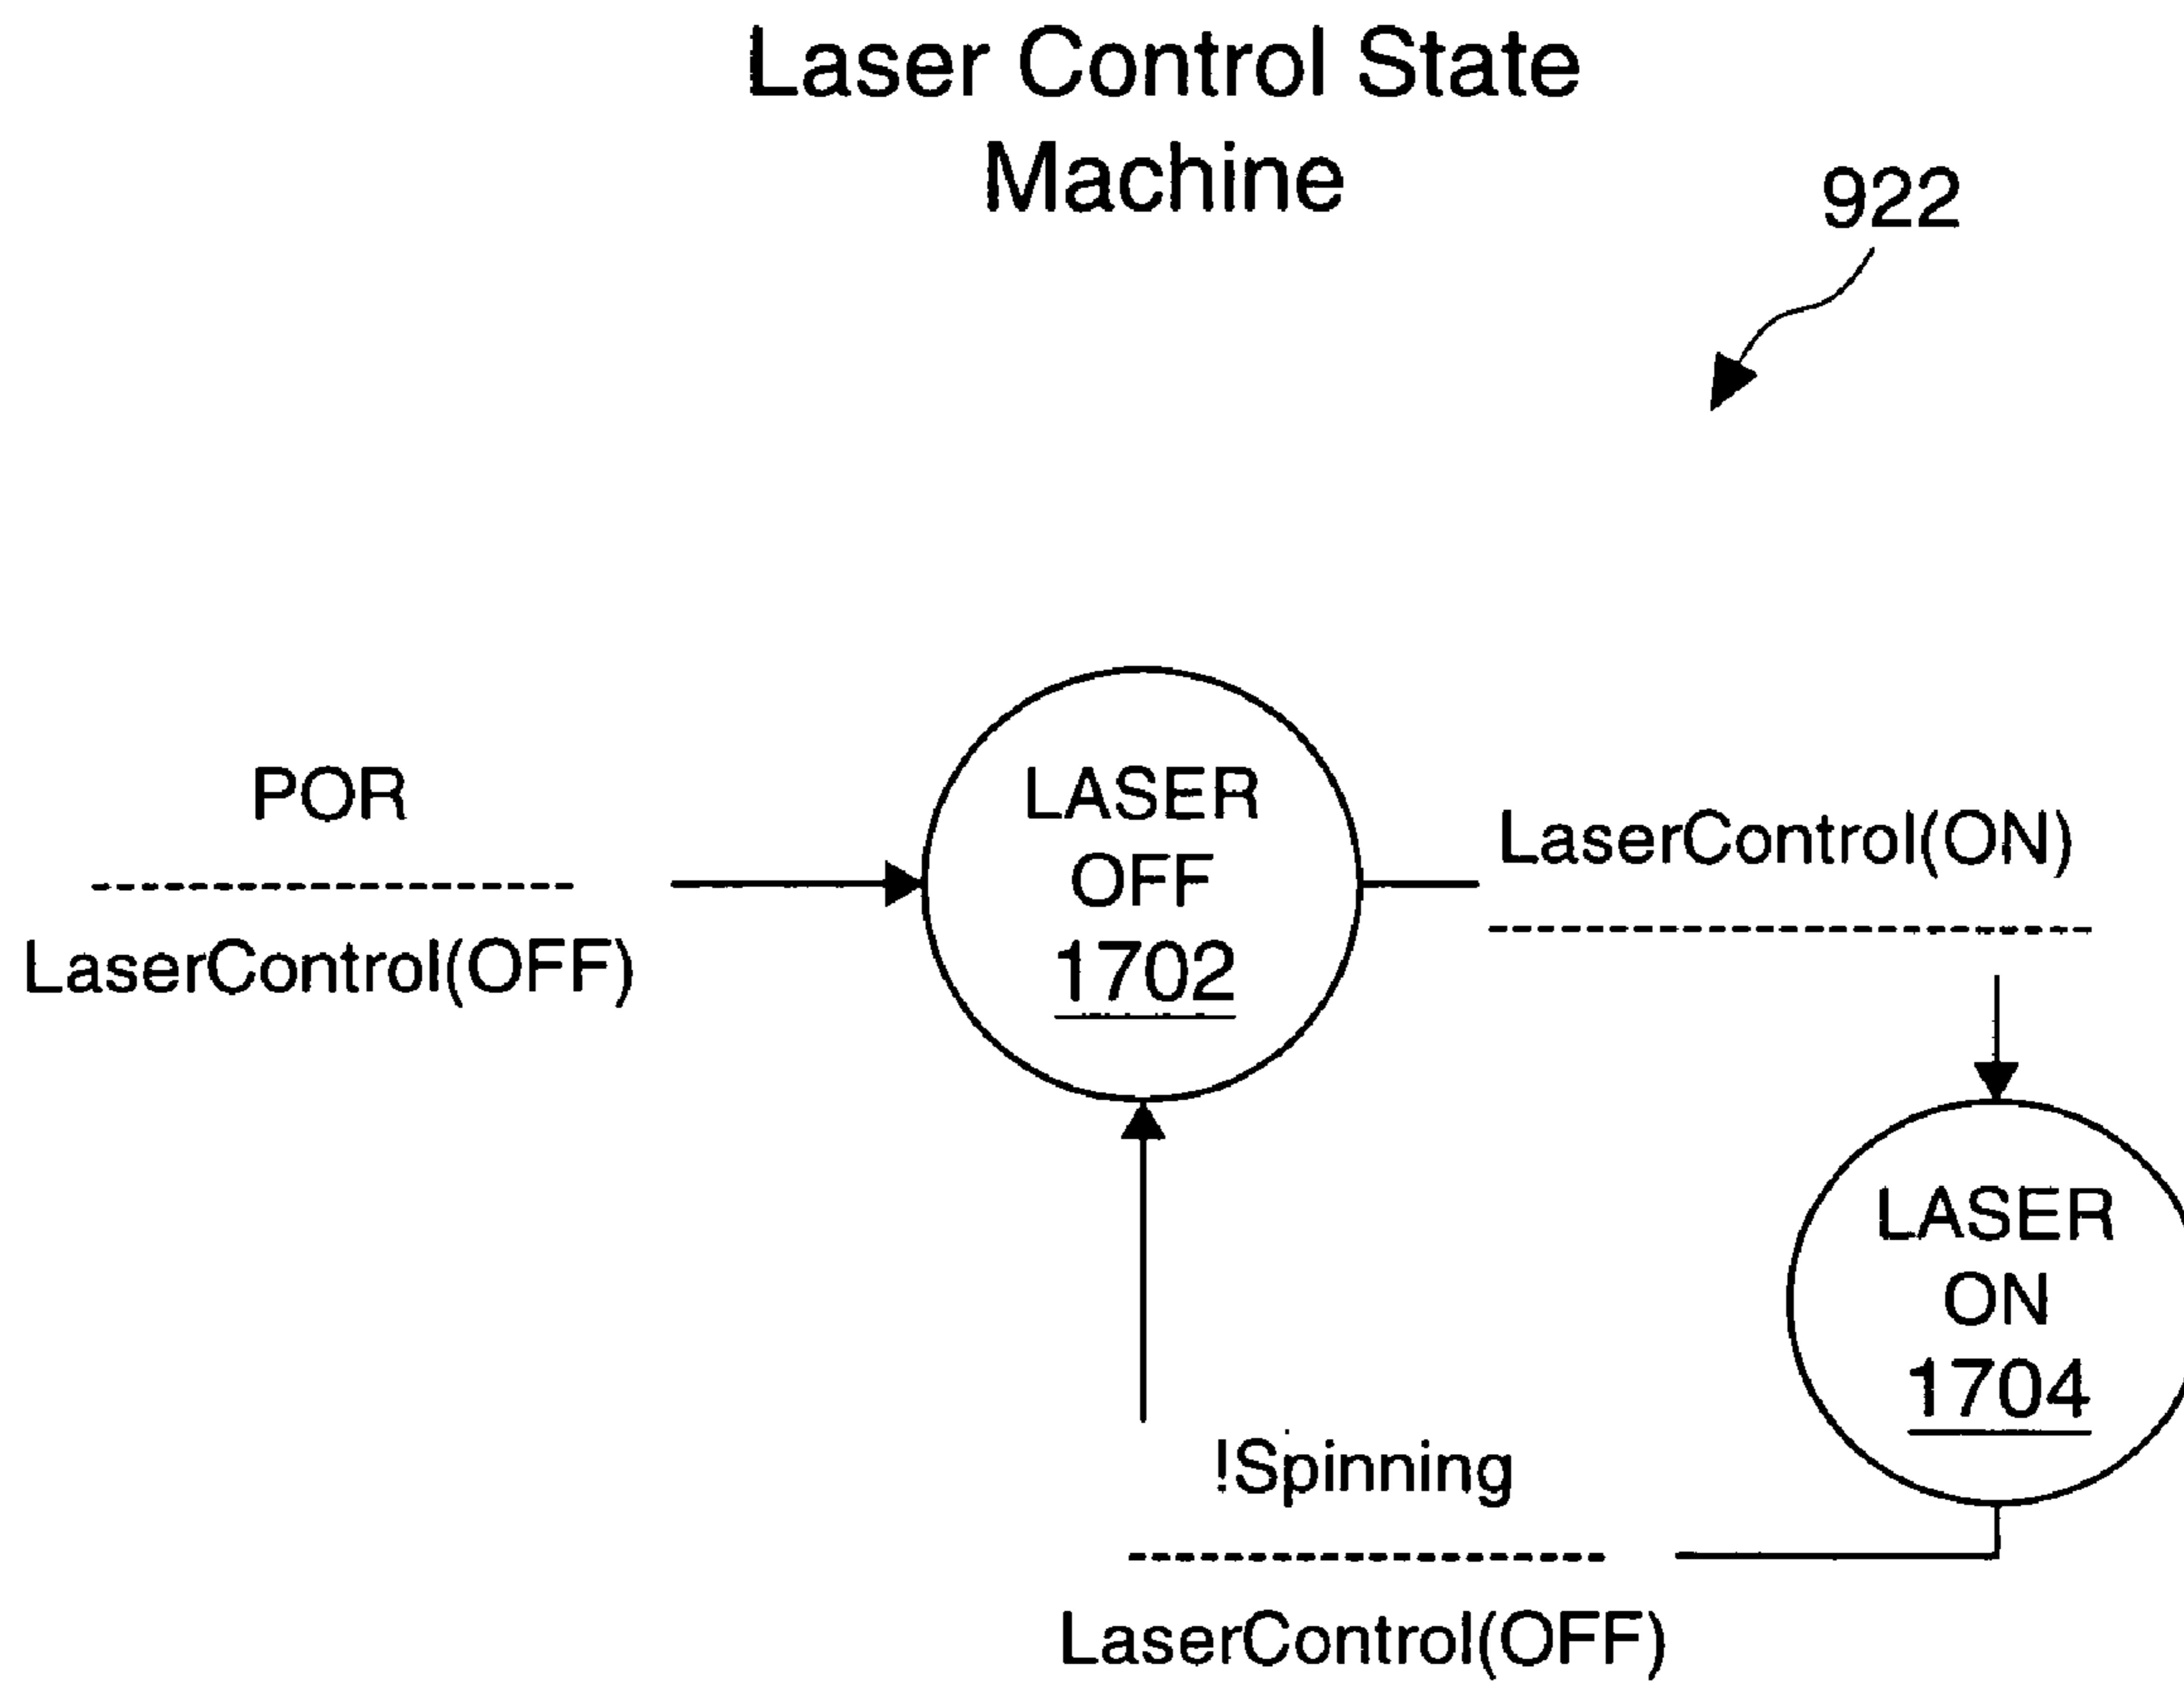 Laser Control State
Machine
922
POR
LaserControl(OFF)
LASER
OFF
1702
LaserControl(ON)
LASER
ON
1704
!Spinning
LaserControl(OFF)